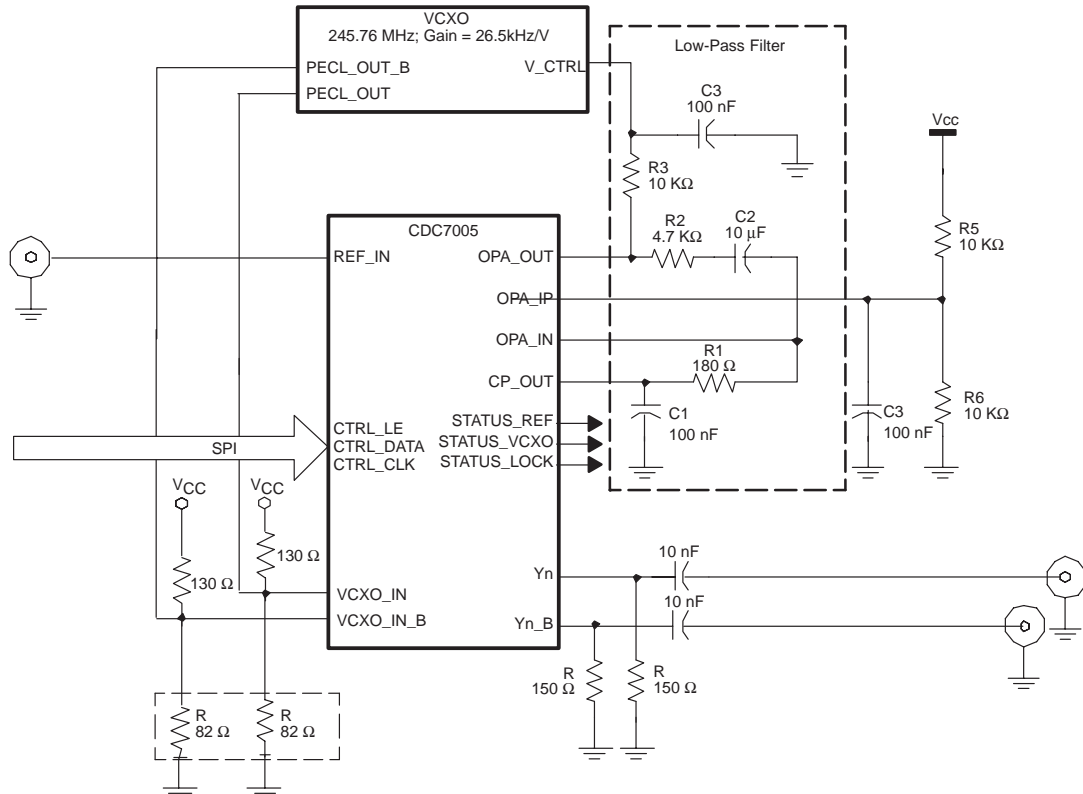 VCXO
245.76 MHz; Gain = 26.5kHz/V
PECL_OUT_B
V_CTRL
PECL_OUT
Low-Pass Filter
C3
100 nF
Vcc
R3
10 KΩ
CDC7005
REF_IN
OPA_OUT
R2
4.7 KΩ
C2
10 μF
R5
10 KΩ
OPA_IP
OPA_IN
R1
180 Ω
CP_OUT
C1
100 nF
C3
100 nF
R6
10 KΩ
STATUS_REF
STATUS_VCXO
STATUS_LOCK
SPI
CTRL_LE
CTRL_DATA
CTRL_CLK
VCC
VCC
130 Ω
130 Ω
VCXO_IN
VCXO_IN_B
Yn
10 nF
Yn_B
10 nF
R
150 Ω
R
150 Ω
R
82 Ω
R
82 Ω